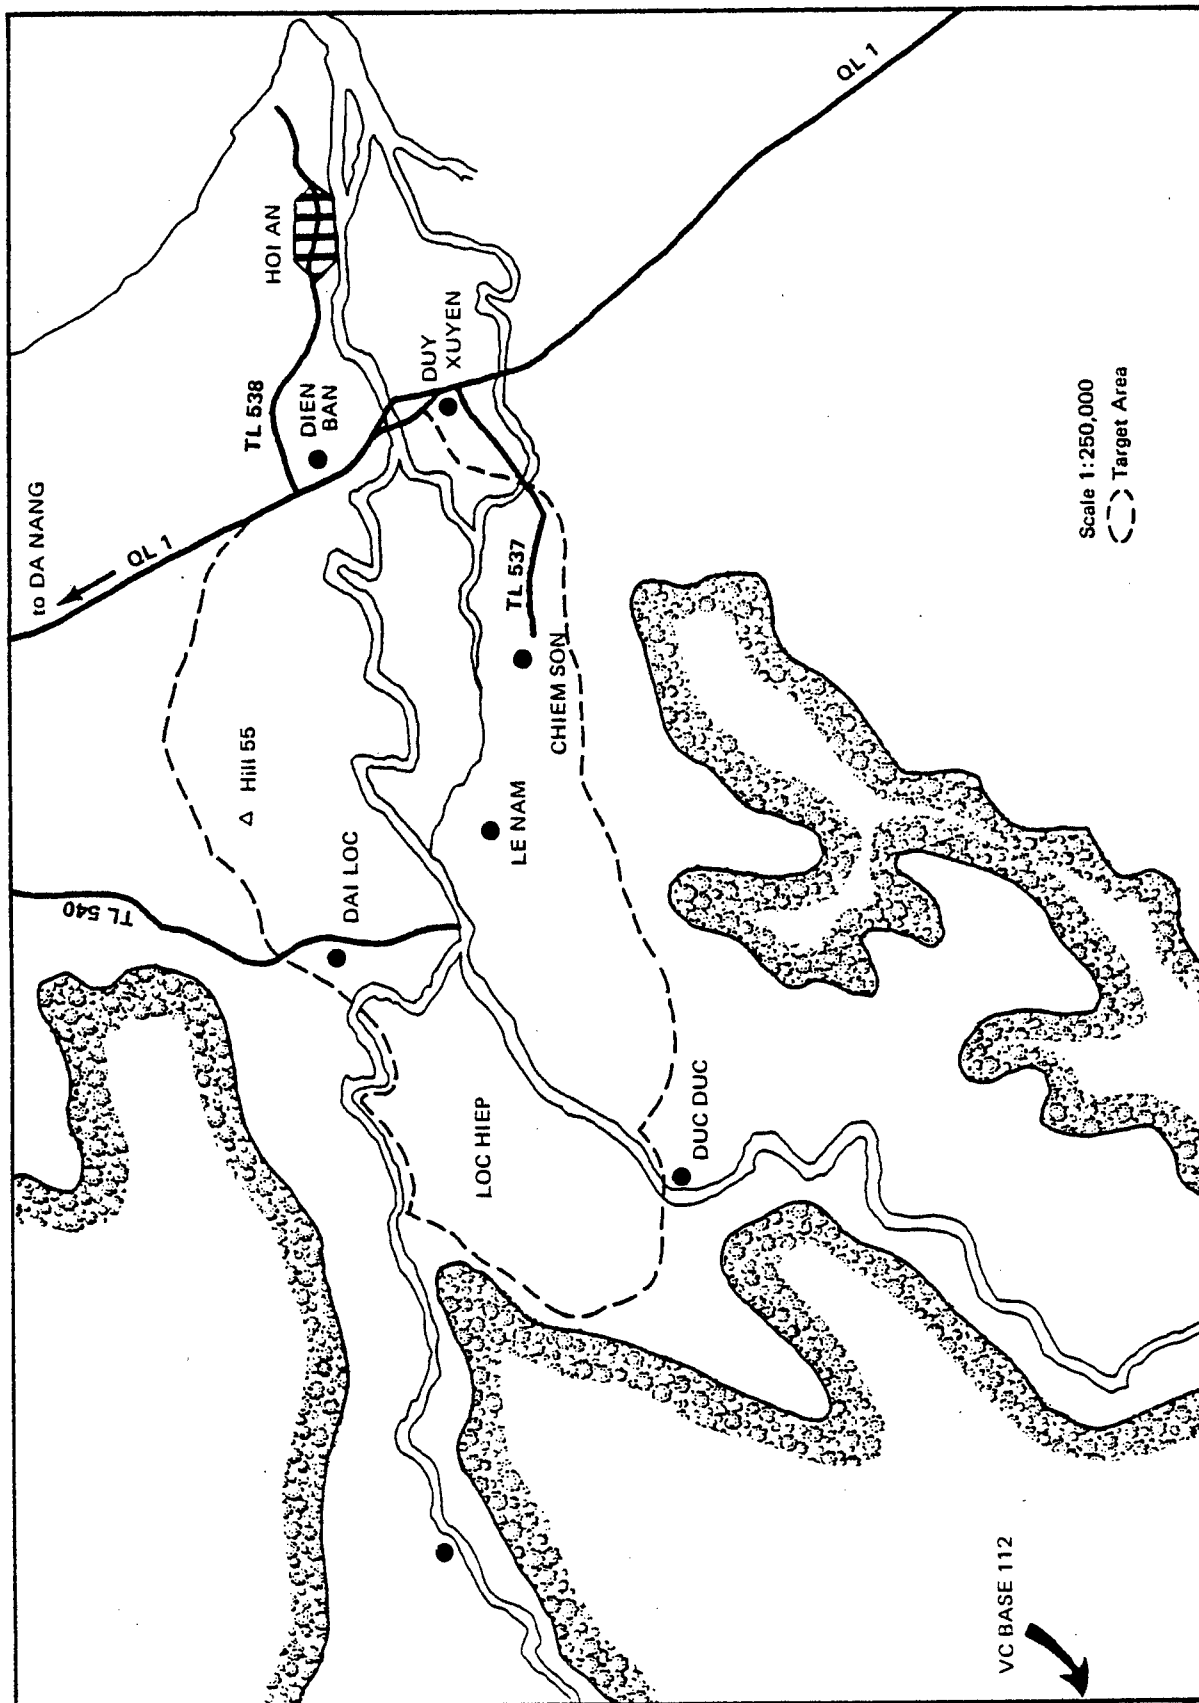 to DA NANG
QL 1
TL 540
TL 538
HOI AN
DIEN
BAN
QL 1
DUY
XUYEN
Hill 55
DAI LOC
LOC HIEP
LE NAM
TL 537
CHIEM SON
DUC DUC
VC BASE 112
Scale 1:250,000
Target Area